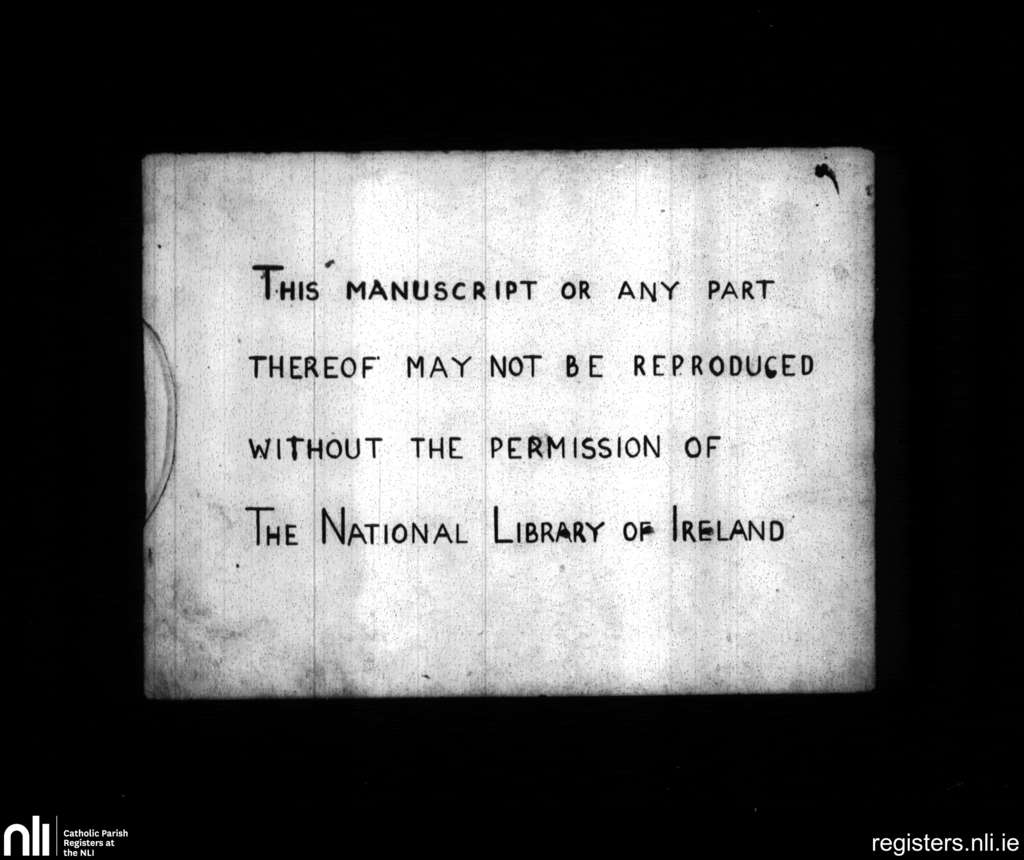 THIS MANUSCRIPT OR ANY PART
THEREOF MAY NOT BE REPRODUCED
WITHOUT THE PERMISSION OF
THE NATIONAL LIBRARY OF IRELAND
nli
Catholic Parish
Registers at
the NLI
registers.nli.ie